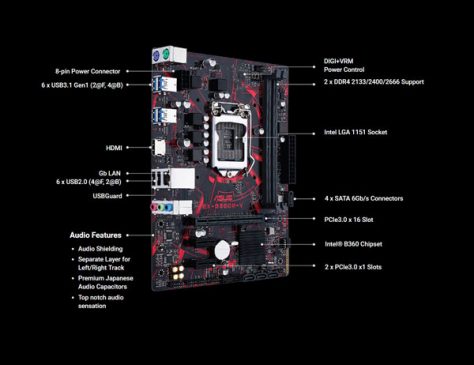 DIGI+VRM
Power Control
8-pin Power Connector
6 x USB3.1 Gen1 (2@F, 4@B)
2 x DDR4 2133/2400/2666 Support
Intel LGA 1151 Socket
HDMI
Gb LAN
6 x USB2.0 (4@F, 2@B)
USBGuard
4 x SATA 6Gb/s Connectors
PCIe3.0 x 16 Slot
ASUS
EX-B360M-V
Intel® B360 Chipset
2 x PCIe3.0 x1 Slots
Audio Features
• Audio Shielding
• Separate Layer for
Left/Right Track
• Premium Japanese
Audio Capacitors
• Top notch audio
sensation